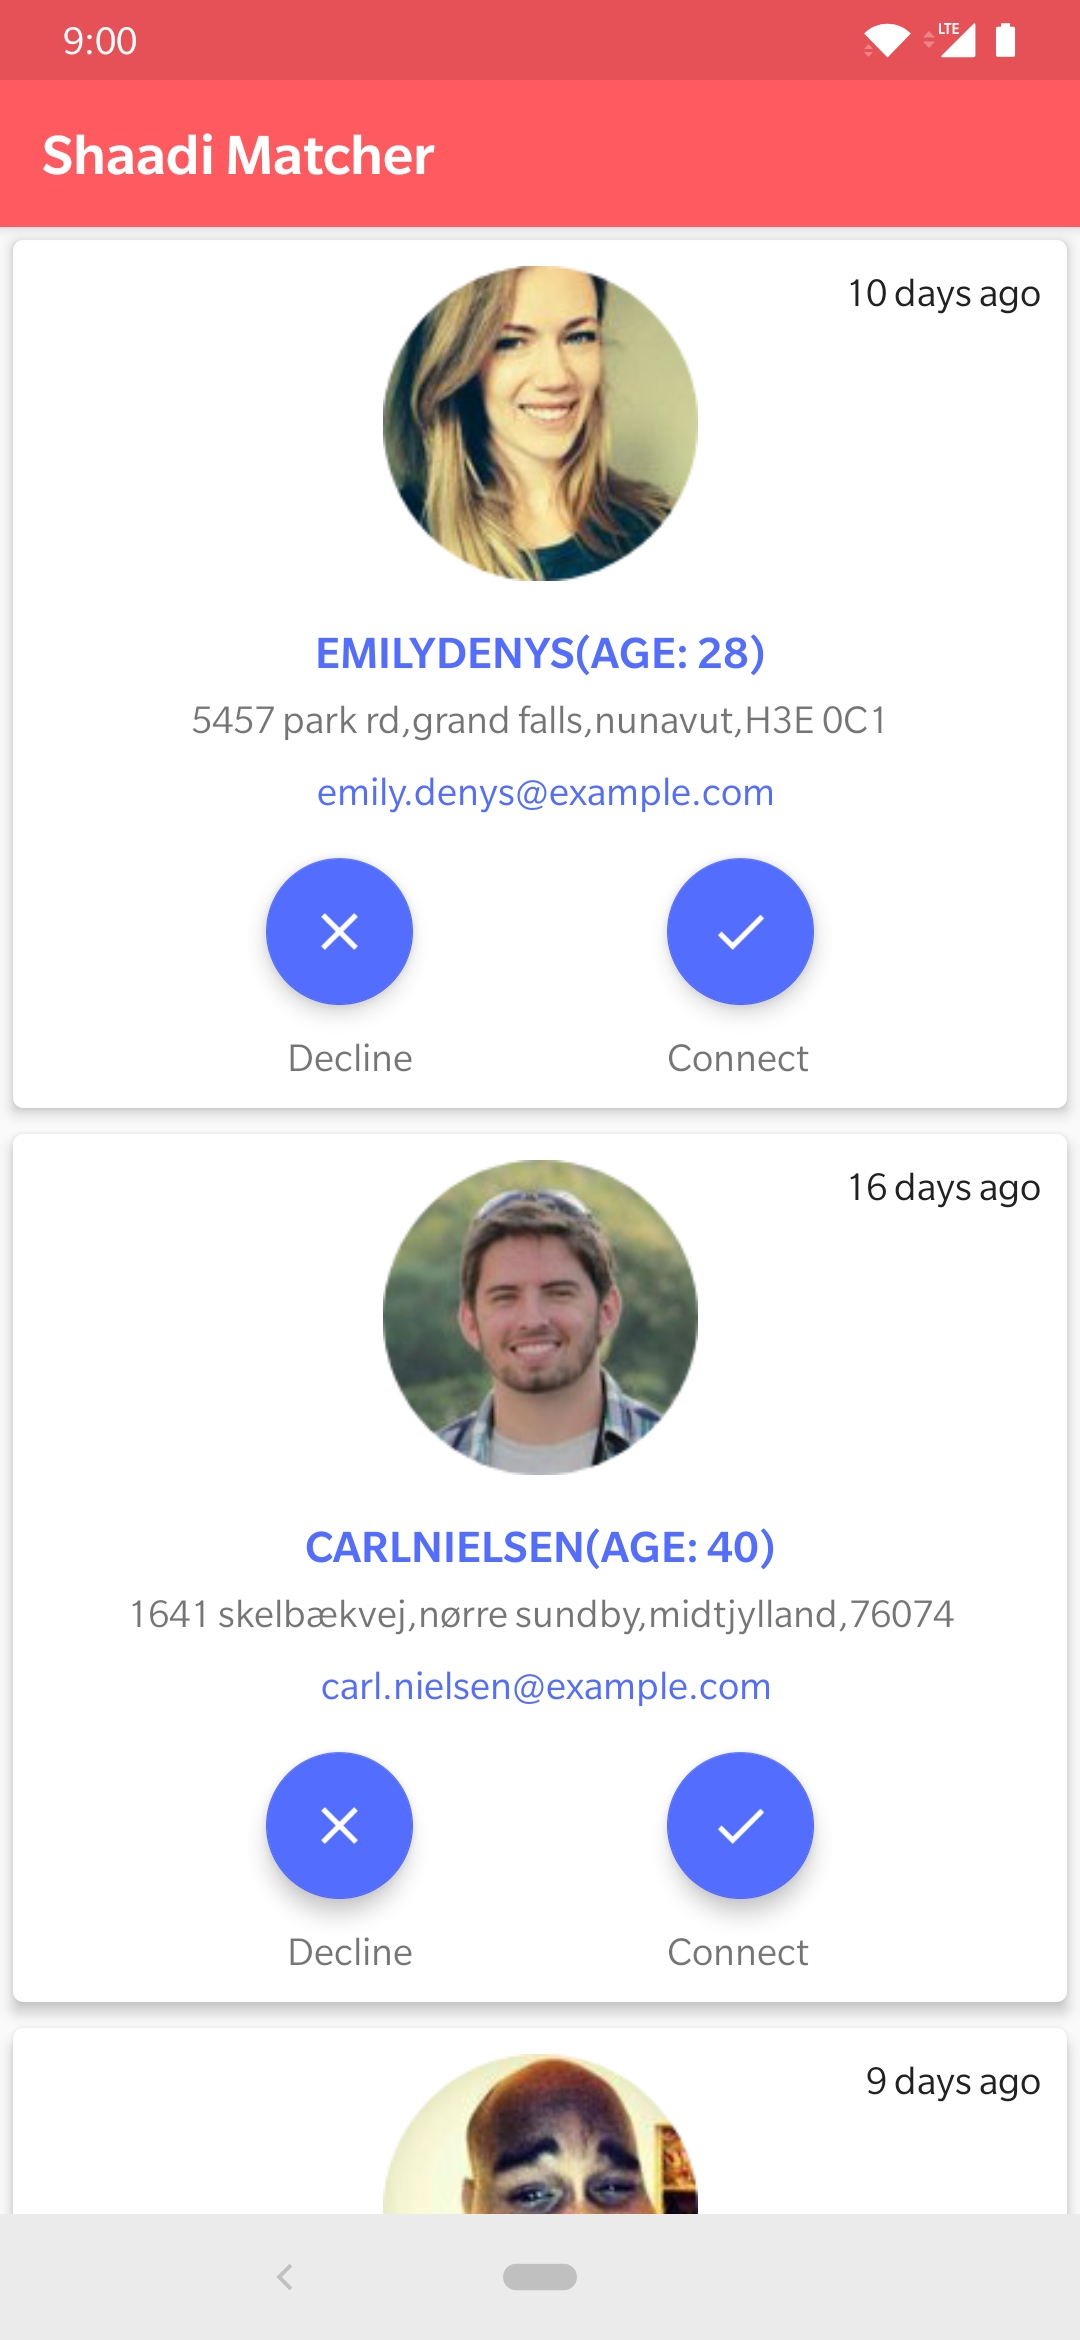 9:00
LTE
Shaadi Matcher
10 days ago
EMILYDENYS(AGE: 28)
5457 park rd,grand falls,nunavut,H3E 0C1
emily.denys@example.com
Decline
Connect
16 days ago
CARLNIELSEN(AGE: 40)
1641 skelbækvej,nørre sundby,midtjylland,76074
carl.nielsen@example.com
Decline
Connect
9 days ago